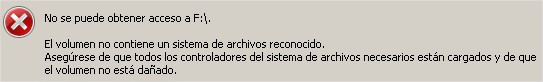 No se puede obtener acceso a F:\.
El volumen no contiene un sistema de archivos reconocido.
Asegúrese de que todos los controladores del sistema de archivos necesarios están cargados y de que
el volumen no está dañado.